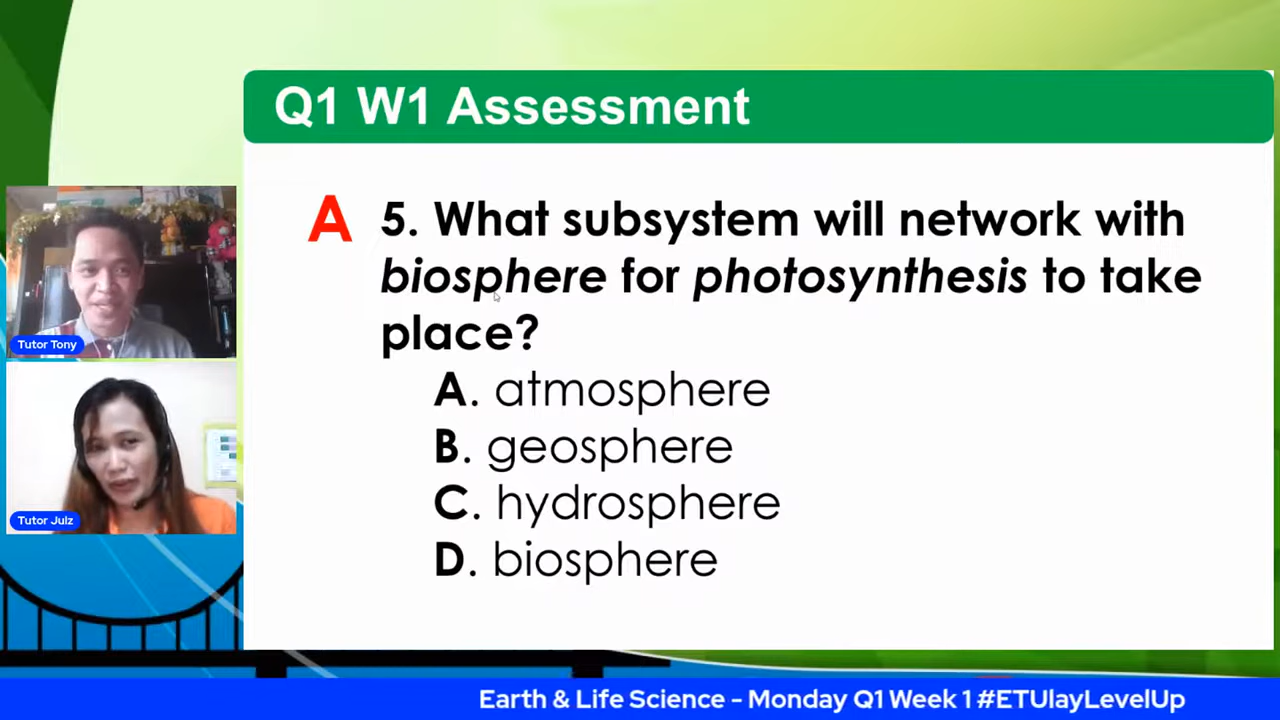 Q1 W1 Assessment
A 5. What subsystem will network with
biosphere for photosynthesis to take
place?
A. atmosphere
B. geosphere
C. hydrosphere
D. biosphere
Tutor Tony
Tutor Julz
Earth & Life Science - Monday Q1 Week 1 #ETUlayLevelUp